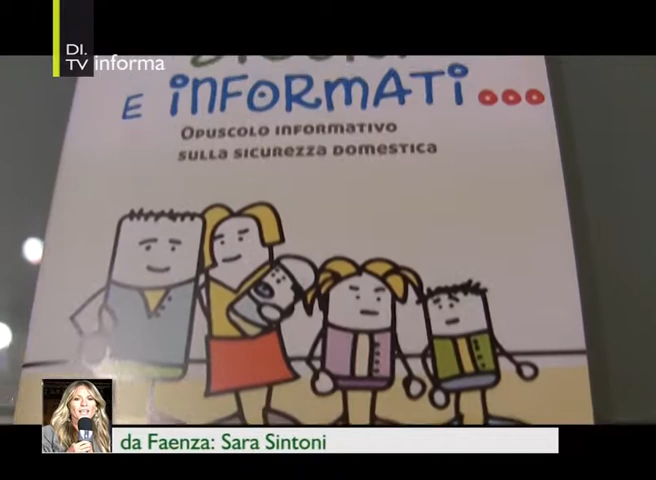 DI.
TV informa
E INFORMATI...
OPUSCOLO INFORMATIVO
SULLA SICUREZZA DOMESTICA
da Faenza: Sara Sintoni